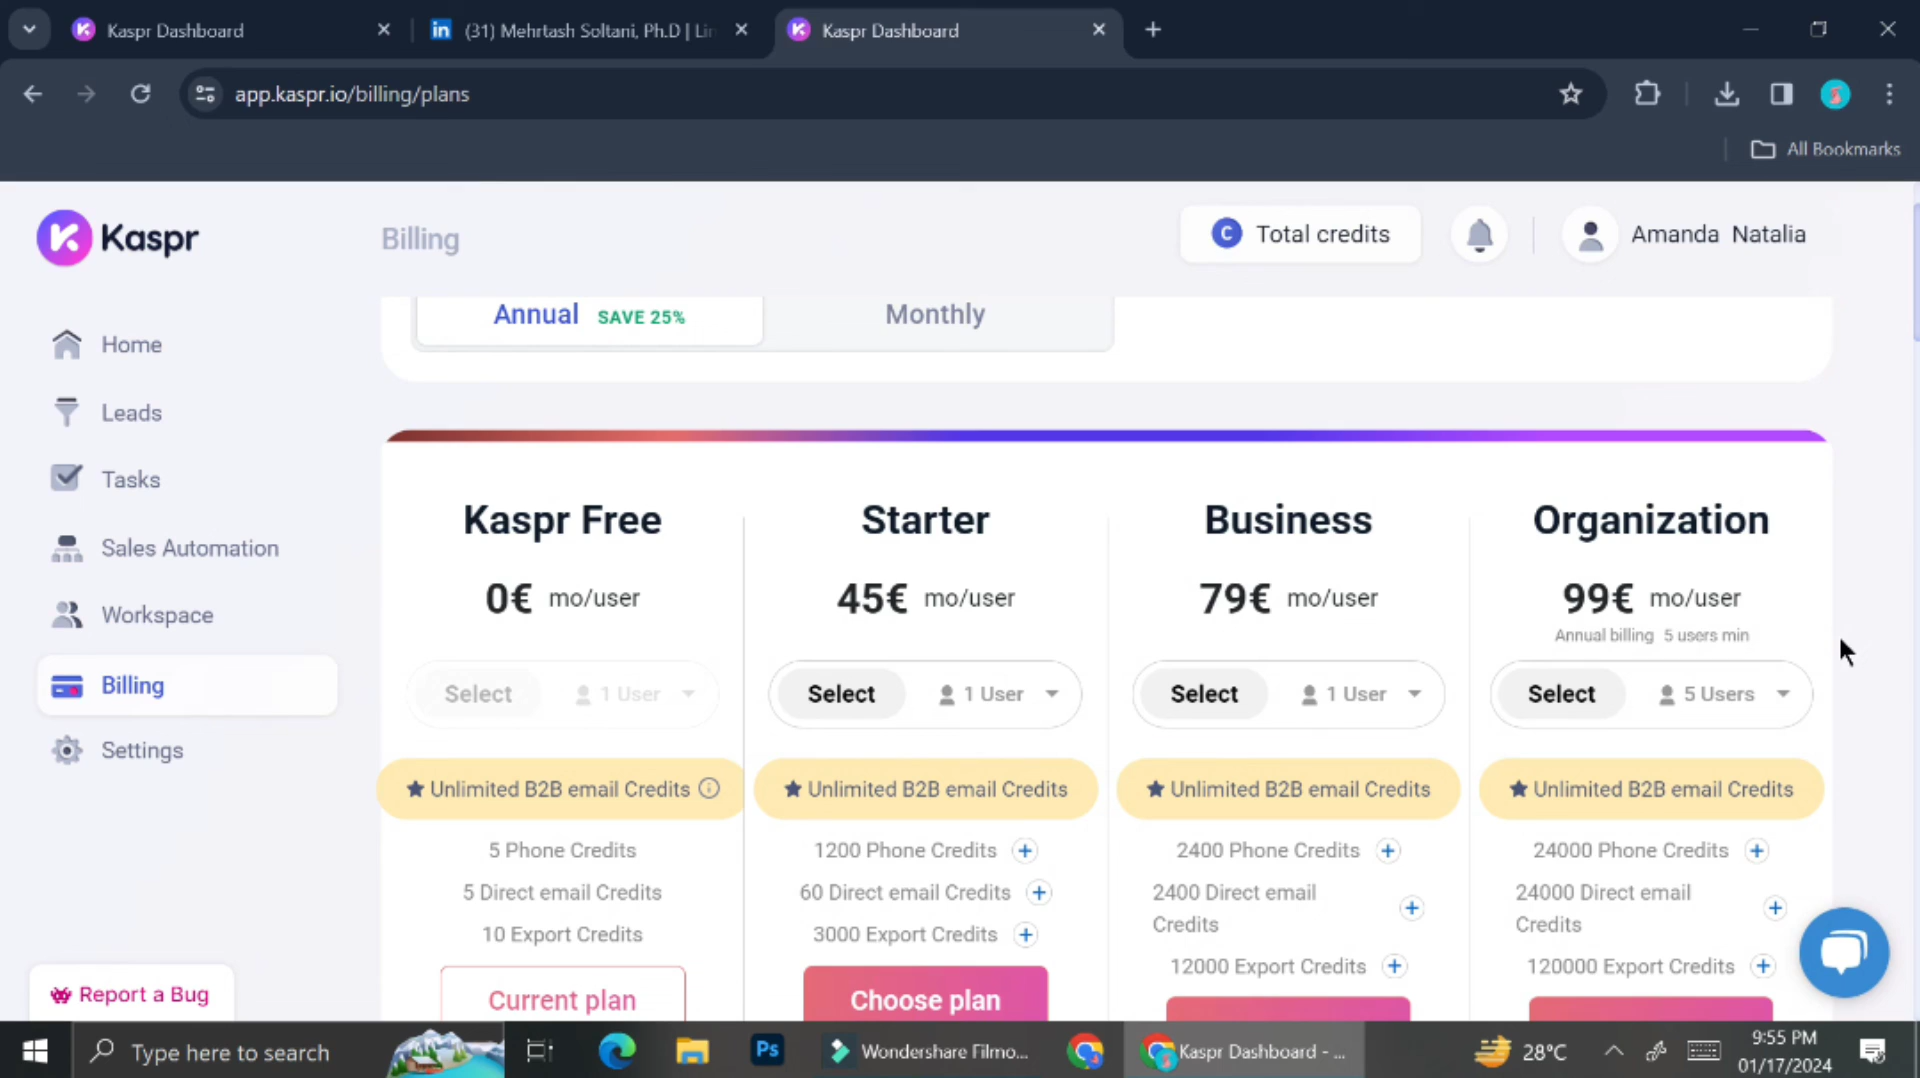 Kaspr Dashboard
(31) Mehrtash Soltani, Ph.D | Lin
Kaspr Dashboard
app.kaspr.io/billing/plans
All Bookmarks
Kaspr
Billing
Total credits
Amanda Natalia
Annual SAVE 25%
Monthly
Home
Leads
Tasks
Sales Automation
Workspace
Billing
Settings
Report a Bug
Kaspr Free
0€ mo/user
Select 1 User
Unlimited B2B email Credits
5 Phone Credits
5 Direct email Credits
10 Export Credits
Current plan
Starter
45€ mo/user
Select 1 User
Unlimited B2B email Credits
1200 Phone Credits +
60 Direct email Credits +
3000 Export Credits +
Choose plan
Business
79€ mo/user
Select 1 User
Unlimited B2B email Credits
2400 Phone Credits +
2400 Direct email
Credits +
12000 Export Credits +
Organization
99€ mo/user
Annual billing 5 users min
Select 5 Users
Unlimited B2B email Credits
24000 Phone Credits +
24000 Direct email
Credits +
120000 Export Credits +
Type here to search
Ps
Wondershare Filmo...
Kaspr Dashboard - ...
28°C
9:55 PM
01/17/2024